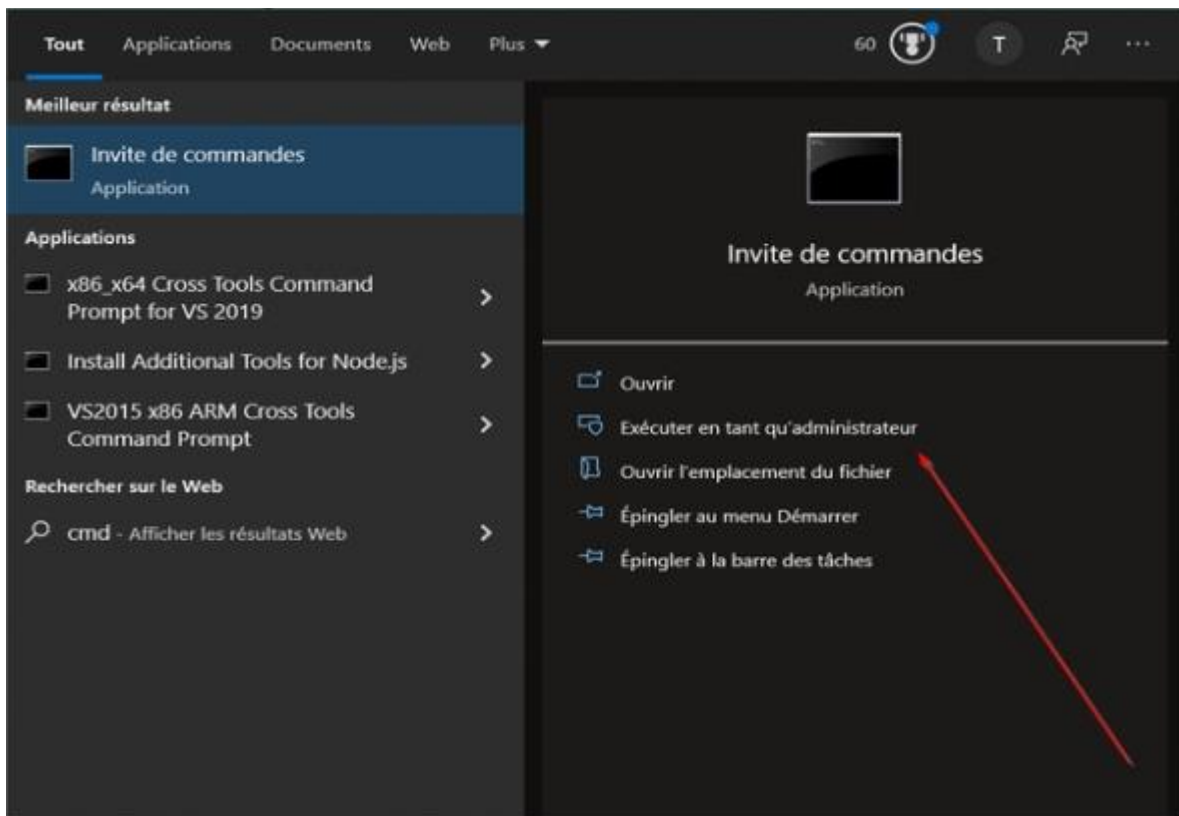 Tout Applications Documents Web Plus 60 T ...
Meilleur résultat
Invite de commandes
Application
Applications
x86_x64 Cross Tools Command
Prompt for VS 2019
Install Additional Tools for Node.js
VS2015 x86 ARM Cross Tools
Command Prompt
Rechercher sur le Web
cmd - Afficher les résultats Web
Invite de commandes
Application
Ouvrir
Exécuter en tant qu'administrateur
Ouvrir l'emplacement du fichier
Épingler au menu Démarrer
Épingler à la barre des tâches